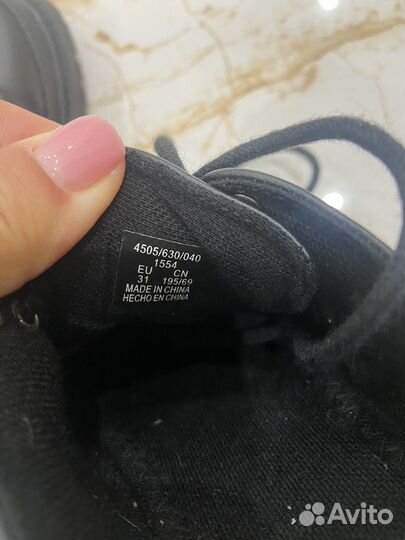 4505/630/040
1554
EU CN
31 195/69
MADE IN CHINA
HECHO EN CHINA
Avito